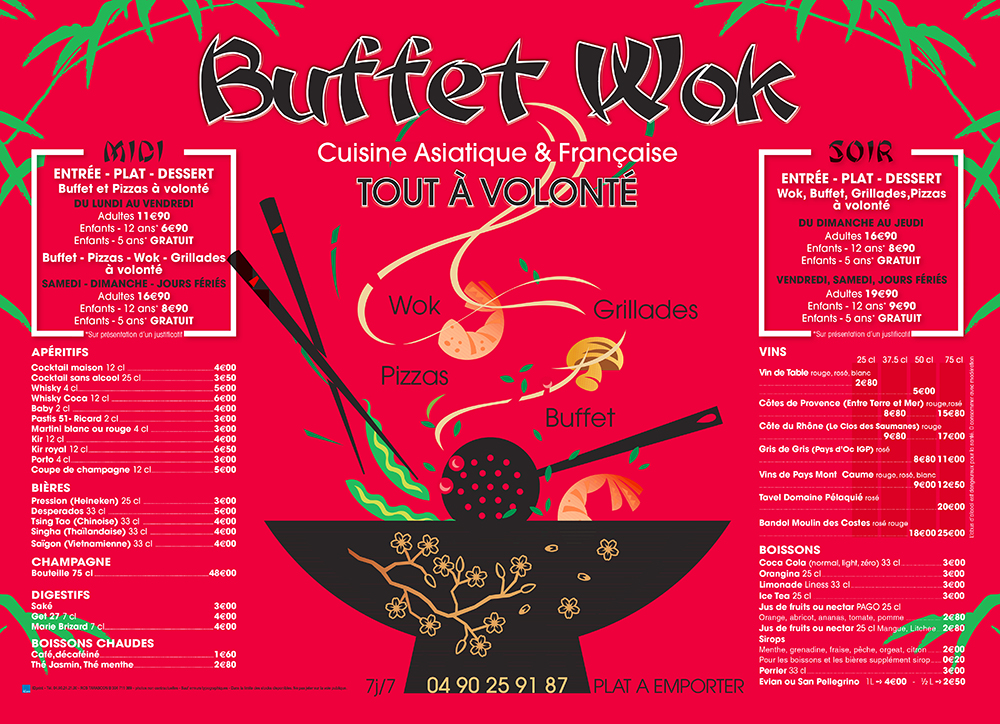 Buffet Wok
Cuisine Asiatique & Française
TOUT À VOLONTÉ
MIDI
ENTRÉE - PLAT - DESSERT
Buffet et Pizzas à volonté
DU LUNDI AU VENDREDI
Adultes 11€90
Enfants - 12 ans* 6€90
Enfants - 5 ans* GRATUIT
Buffet - Pizzas - Wok - Grillades
à volonté
SAMEDI - DIMANCHE - JOURS FÉRIÉS
Adultes 16€90
Enfants - 12 ans* 8€90
Enfants - 5 ans* GRATUIT
*Sur présentation d'un justificatif
APÉRITIFS
Cocktail maison 12 cl 4€00
Cocktail sans alcool 25 cl 3€50
Whisky 4 cl 5€00
Whisky Coca 12 cl 6€00
Baby 2 cl 4€00
Pastis 51- Ricard 2 cl 3€00
Martini blanc ou rouge 4 cl 3€00
Kir 12 cl 4€00
Kir royal 12 cl 6€50
Porto 4 cl 3€00
Coupe de champagne 12 cl 5€00
BIÈRES
Pression (Heineken) 25 cl 3€00
Desperados 33 cl 5€00
Tsing Tao (Chinoise) 33 cl 4€00
Singha (Thaïlandaise) 33 cl 4€00
Saïgon (Vietnamienne) 33 cl 4€00
CHAMPAGNE
Bouteille 75 cl 48€00
DIGESTIFS
Saké 3€00
Get 27 7 cl 4€00
Marie Brizard 7 cl 4€00
BOISSONS CHAUDES
Café, décaféiné 1€60
Thé Jasmin, Thé menthe 2€80
Wok
Grillades
Pizzas
Buffet
7j/7
04 90 25 91 87
PLAT A EMPORTER
SOIR
ENTRÉE - PLAT - DESSERT
Wok, Buffet, Grillades,Pizzas
à volonté
DU DIMANCHE AU JEUDI
Adultes 16€90
Enfants - 12 ans* 8€90
Enfants - 5 ans* GRATUIT
VENDREDI, SAMEDI, JOURS FÉRIÉS
Adultes 19€90
Enfants - 12 ans* 9€90
Enfants - 5 ans* GRATUIT
*Sur présentation d'un justificatif
VINS
25 cl 37.5 cl 50 cl 75 cl
Vin de Table rouge, rosé, blanc
2€80
5€00
Côtes de Provence (Entre Terre et Mer) rouge,rosé
8€80 15€80
Côte du Rhône (Le Clos des Saumanes) rouge
9€80 17€00
Gris de Gris (Pays d'Oc IGP) rosé
8€80 11€00
Vins de Pays Mont Caume rouge, rosé, blanc
9€00 12€50
Tavel Domaine Pélaquié rosé
20€00
Bandol Moulin des Costes rosé rouge
18€00 25€00
L'abus d'alcool est dangereux pour la santé. A consommer avec modération
BOISSONS
Coca Cola (normal, light, zéro) 33 cl 3€00
Orangina 25 cl 3€00
Limonade Liness 33 cl 3€00
Ice Tea 25 cl 3€00
Jus de fruits ou nectar PAGO 25 cl
Orange, abricot, ananas, tomate, pomme 2€80
Jus de fruits ou nectar 25 cl Mangue, Litchee 2€80
Sirops
Menthe, grenadine, fraise, pêche, orgeat, citron 2€00
Pour les boissons et les bières supplément sirop 0€20
Perrier 33 cl 3€00
Evian ou San Pellegrino 1L ⇨ 4€00 - ½ L ⇨ 2€50